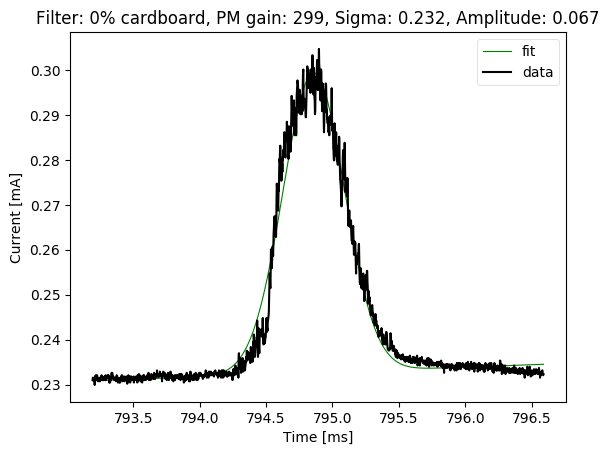 Filter: 0% cardboard, PM gain: 299, Sigma: 0.232, Amplitude: 0.067
fit
data
0.30
0.29
0.28
0.27
0.26
0.25
0.24
0.23
Current [mA]
793.5 794.0 794.5 795.0 795.5 796.0 796.5
Time [ms]